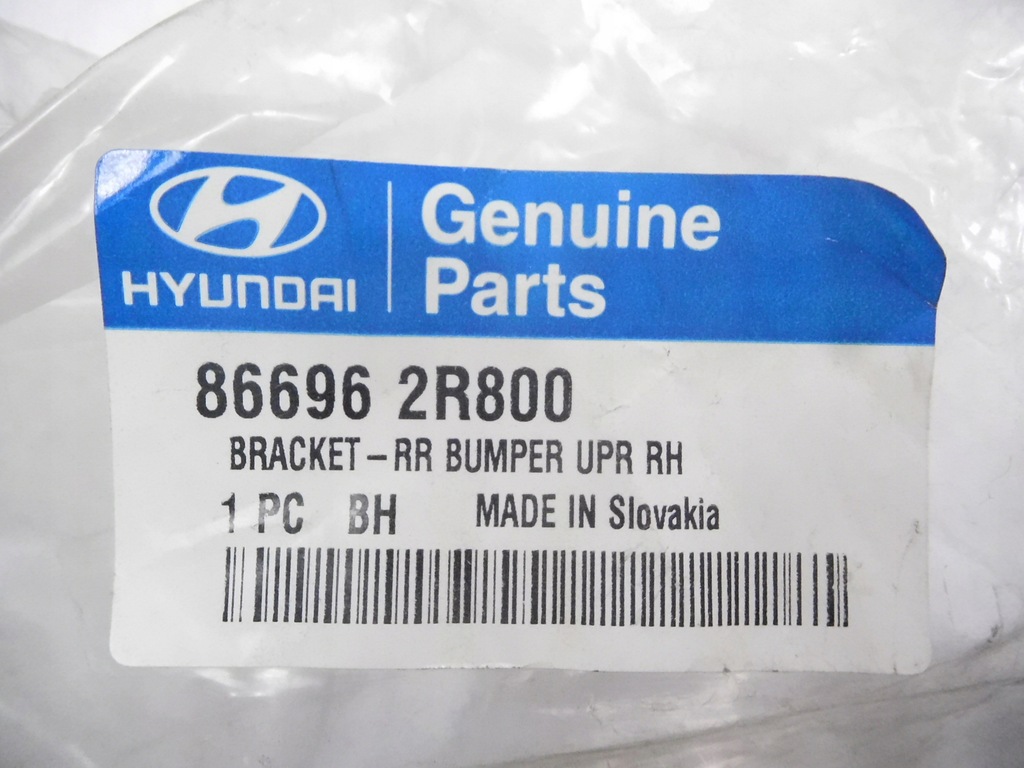 HYUNDAI
Genuine
Parts
86696 2R800
BRACKET-RR BUMPER UPR RH
1 PC BH MADE IN Slovakia